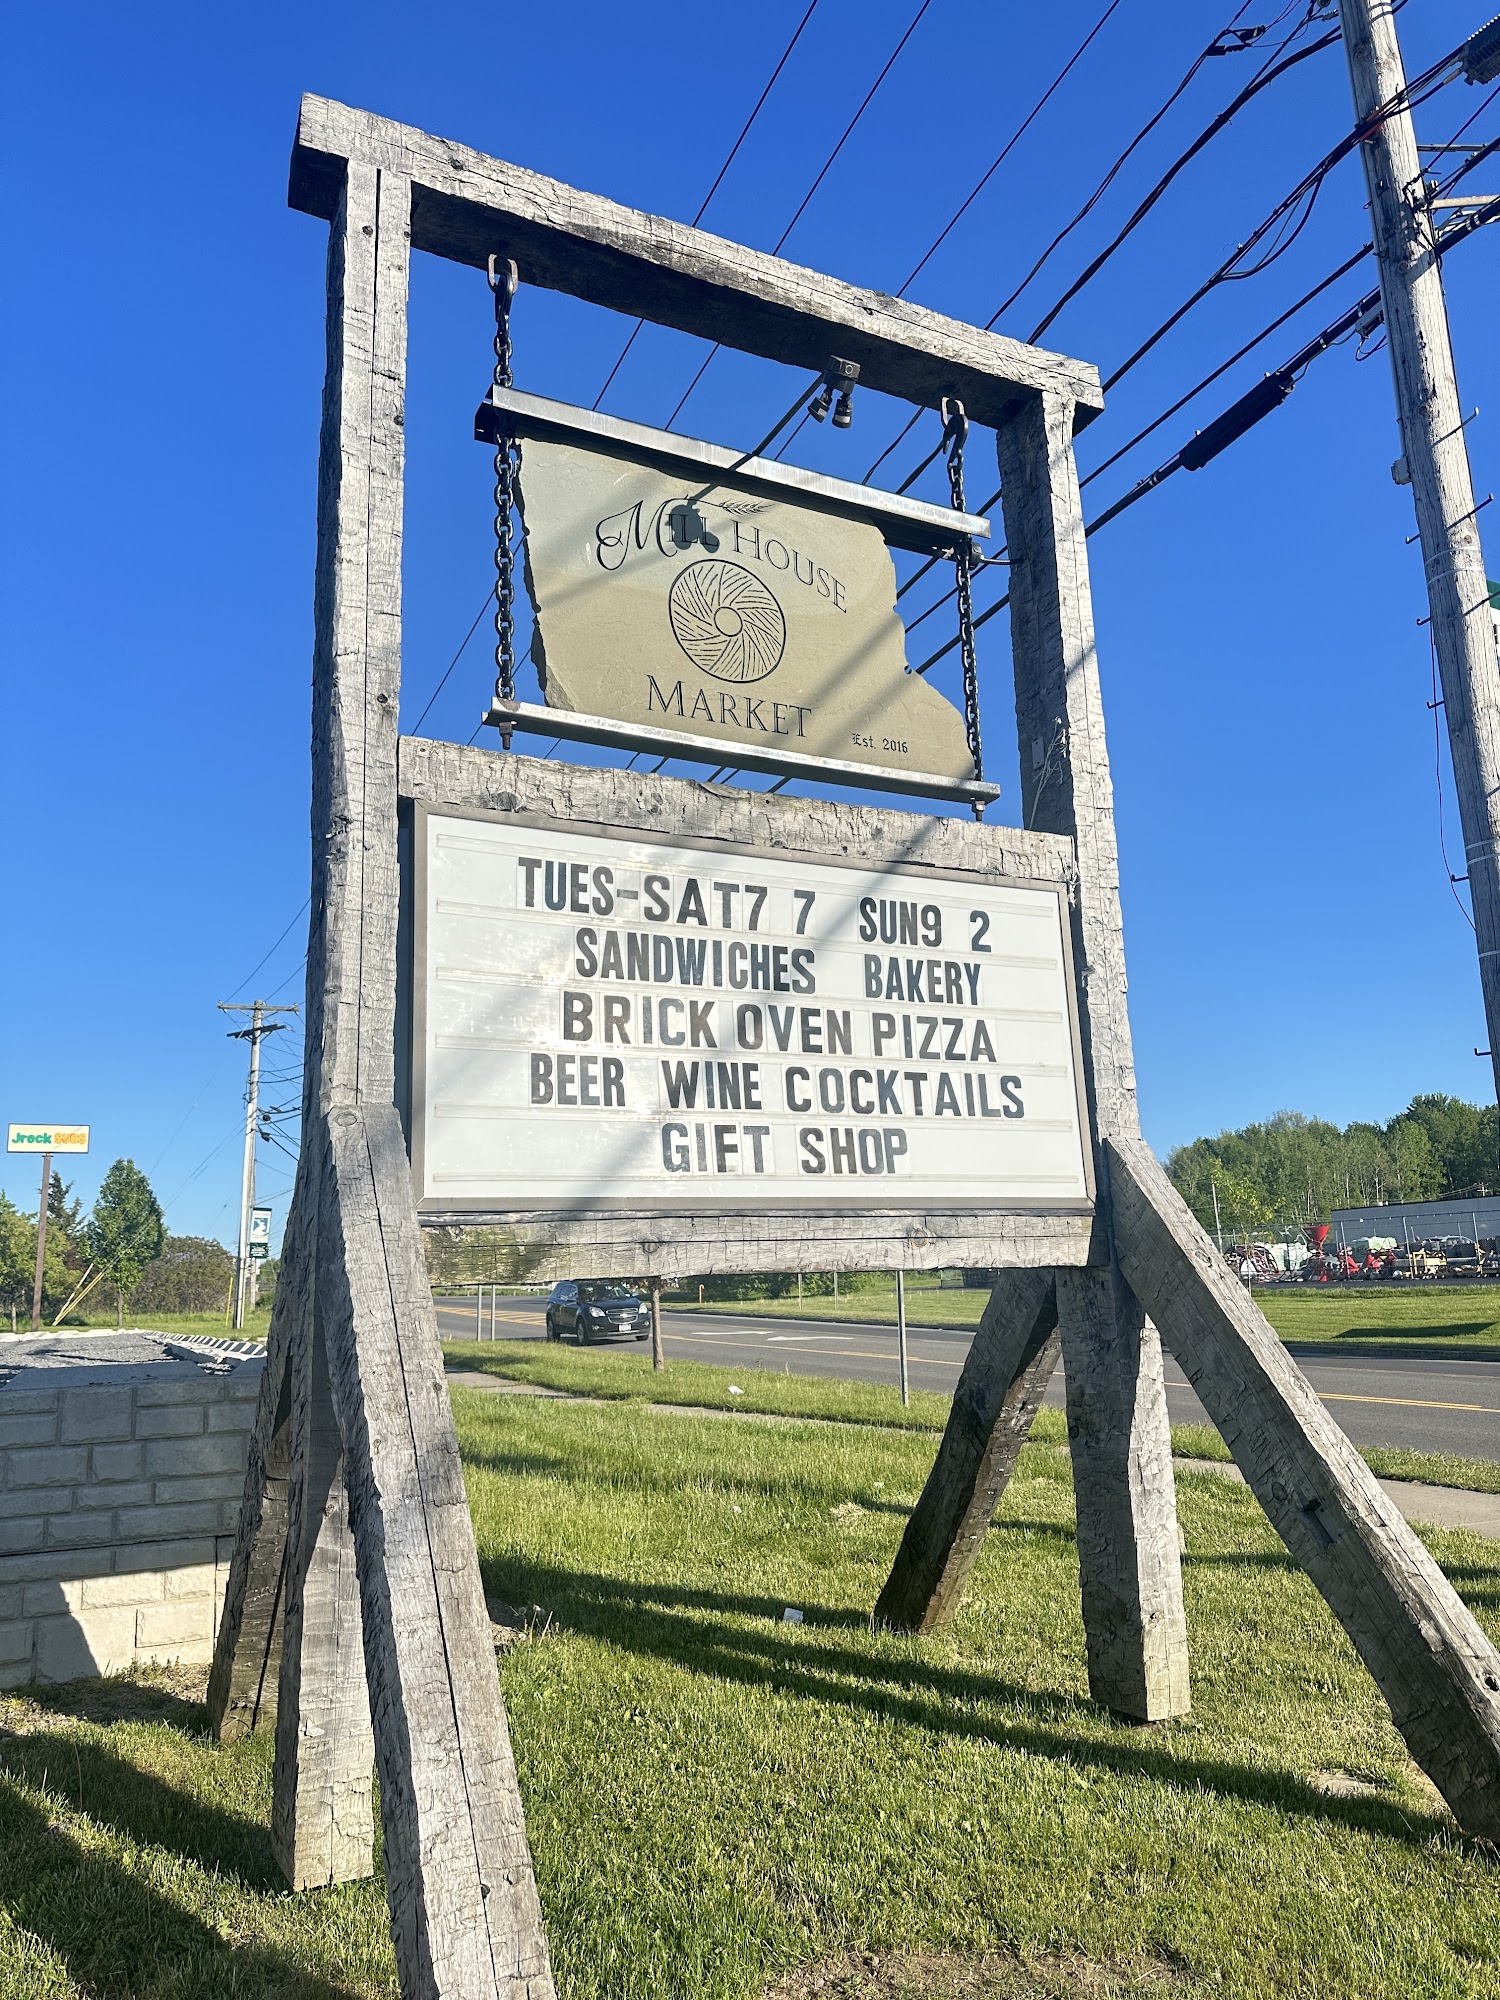 Mill House
Market
Est. 2016
TUES-SAT7 7 SUN9 2
SANDWICHES BAKERY
BRICK OVEN PIZZA
BEER WINE COCKTAILS
GIFT SHOP
Jreck SUBS